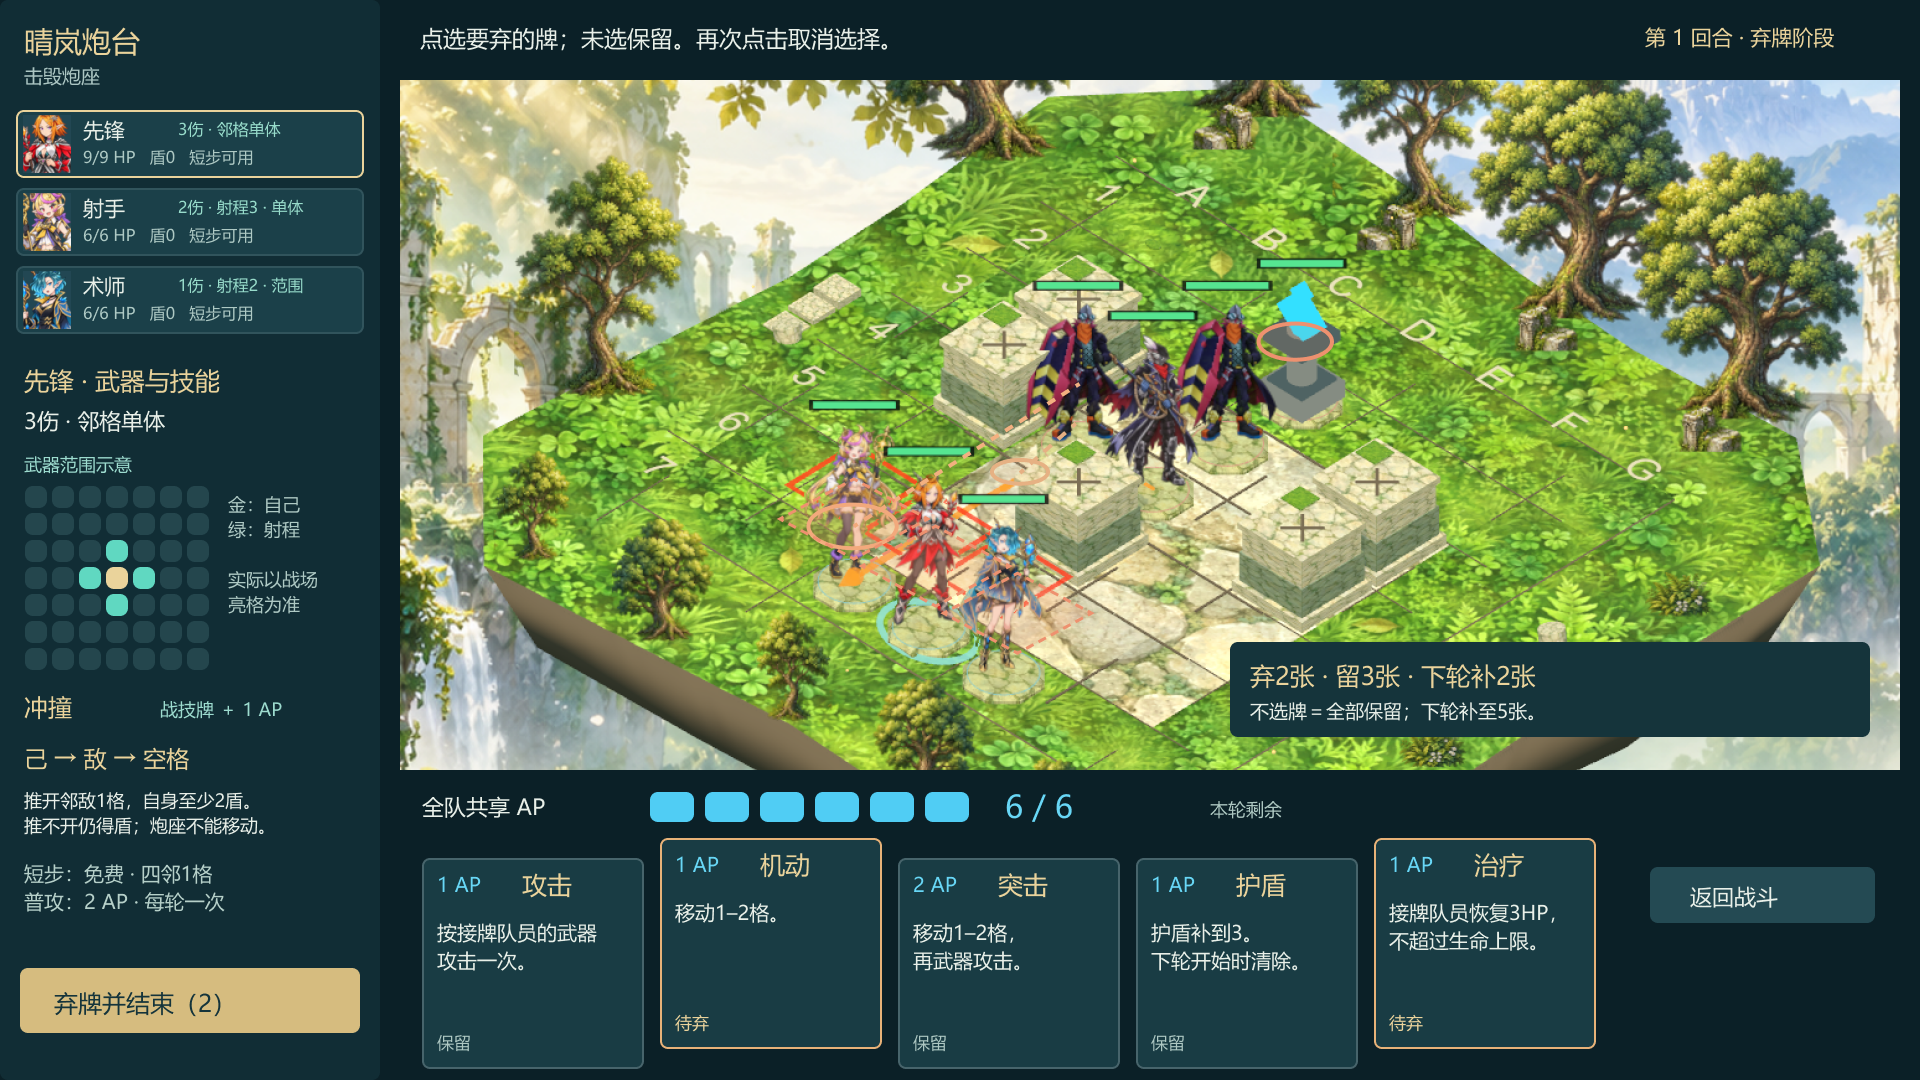 晴岚炮台
击毁炮座
先锋 3伤 · 邻格单体
9/9 HP 盾0 短步可用
射手 2伤 · 射程3 · 单体
6/6 HP 盾0 短步可用
术师 1伤 · 射程2 · 范围
6/6 HP 盾0 短步可用
先锋 · 武器与技能
3伤 · 邻格单体
武器范围示意
金：自己
绿：射程
实际以战场
亮格为准
冲撞 战技牌 + 1 AP
己 → 敌 → 空格
推开邻敌1格，自身至少2盾。
推不开仍得盾；炮座不能移动。
短步：免费 · 四邻1格
普攻：2 AP · 每轮一次
弃牌并结束（2）
点选要弃的牌；未选保留。再次点击取消选择。
第 1 回合 · 弃牌阶段
1
2
3
4
5
6
7
A
B
C
D
E
F
G
弃2张 · 留3张 · 下轮补2张
不选牌＝全部保留；下轮补至5张。
全队共享 AP 6 / 6 本轮剩余
1 AP 攻击
按接牌队员的武器
攻击一次。
保留
1 AP 机动
移动1–2格。
待弃
2 AP 突击
移动1–2格，
再武器攻击。
保留
1 AP 护盾
护盾补到3。
下轮开始时清除。
保留
1 AP 治疗
接牌队员恢复3HP，
不超过生命上限。
待弃
返回战斗